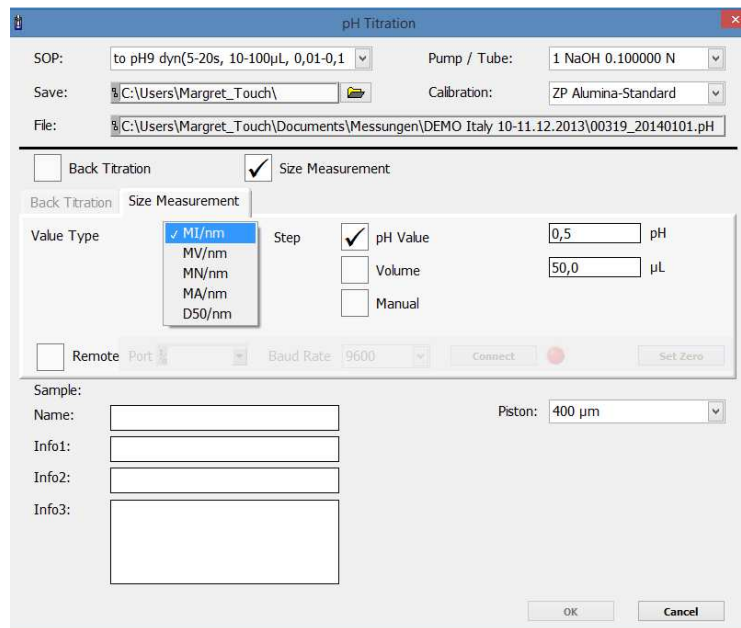 pH Titration
SOP: to pH9 dyn(5-20s, 10-100µL, 0,01-0,1 Pump / Tube: 1 NaOH 0.100000 N
Save: C:\Users\Margret_Touch\ Calibration: ZP Alumina-Standard
File: C:\Users\Margret_Touch\Documents\Messungen\DEMO Italy 10-11.12.2013\00319_20140101.pH
Back Titration Size Measurement
Back Titration Size Measurement
Value Type MI/nm Step pH Value 0,5 pH
MV/nm
MN/nm Volume 50,0 µL
MA/nm Manual
D50/nm
Remote Port Baud Rate 9600 Connect Set Zero
Sample:
Name: Piston: 400 µm
Info1:
Info2:
Info3:
OK Cancel